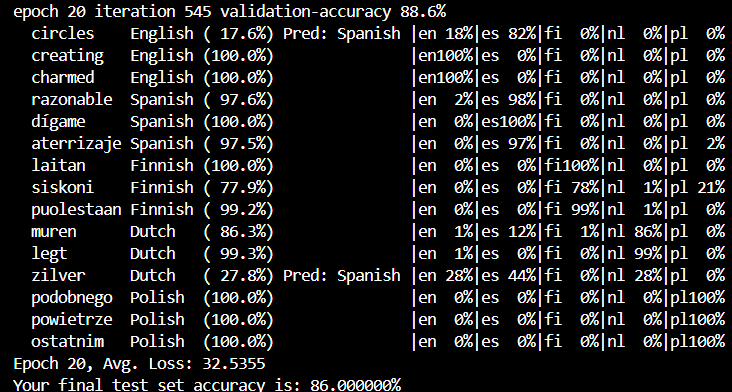 epoch 20 iteration 545 validation-accuracy 88.6%
circles English ( 17.6%) Pred: Spanish |en 18%|es 82%|fi 0%|nl 0%|pl 0%
creating English (100.0%) |en100%|es 0%|fi 0%|nl 0%|pl 0%
charmed English (100.0%) |en100%|es 0%|fi 0%|nl 0%|pl 0%
razonable Spanish ( 97.6%) |en 2%|es 98%|fi 0%|nl 0%|pl 0%
dígame Spanish (100.0%) |en 0%|es100%|fi 0%|nl 0%|pl 0%
aterrizaje Spanish ( 97.5%) |en 0%|es 97%|fi 0%|nl 0%|pl 2%
laitan Finnish (100.0%) |en 0%|es 0%|fi100%|nl 0%|pl 0%
siskoni Finnish ( 77.9%) |en 0%|es 0%|fi 78%|nl 1%|pl 21%
puolestaan Finnish ( 99.2%) |en 0%|es 0%|fi 99%|nl 1%|pl 0%
muren Dutch ( 86.3%) |en 1%|es 12%|fi 1%|nl 86%|pl 0%
legt Dutch ( 99.3%) |en 1%|es 0%|fi 0%|nl 99%|pl 0%
zilver Dutch ( 27.8%) Pred: Spanish |en 28%|es 44%|fi 0%|nl 28%|pl 0%
podobnego Polish (100.0%) |en 0%|es 0%|fi 0%|nl 0%|pl100%
powietrze Polish (100.0%) |en 0%|es 0%|fi 0%|nl 0%|pl100%
ostatnim Polish (100.0%) |en 0%|es 0%|fi 0%|nl 0%|pl100%
Epoch 20, Avg. Loss: 32.5355
Your final test set accuracy is: 86.000000%